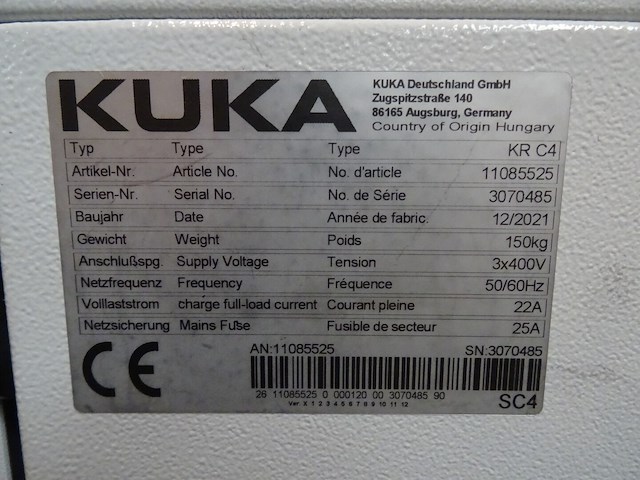 KUKA
KUKA Deutschland GmbH
Zugspitzstraße 140
86165 Augsburg, Germany
Country of Origin Hungary
Typ Type Type KR C4
Artikel-Nr. Article No. No. d'article 11085525
Serien-Nr. Serial No. No. de Série 3070485
Baujahr Date Année de fabric. 12/2021
Gewicht Weight Poids 150kg
Anschlußspg. Supply Voltage Tension 3x400V
Netzfrequenz Frequency Fréquence 50/60Hz
Volllaststrom charge full-load current Courant pleine 22A
Netzsicherung Mains Fuße Fusible de secteur 25A
CE
AN:11085525 SN:3070485
26 11085525 0 000120 00 3070485 90
Ver. X 1 2 3 4 5 6 7 8 9 10 11 12
SC4